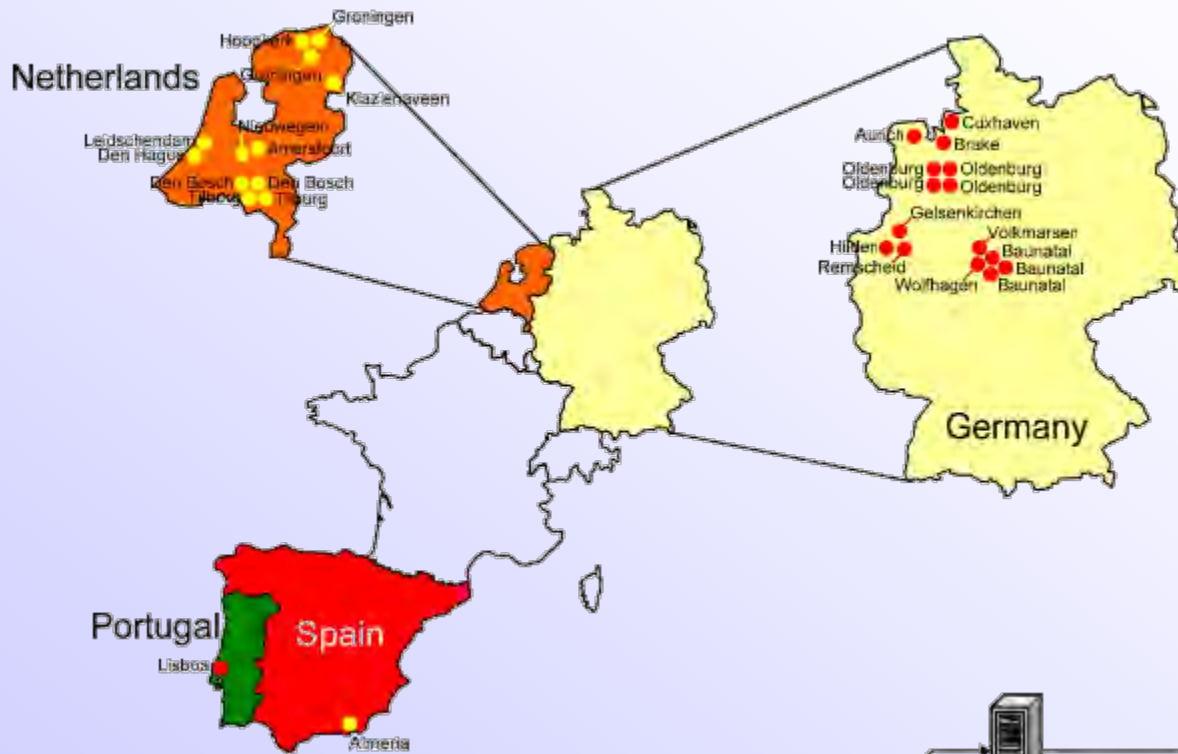 Groningen
Hoogkerk
Groningen
Netherlands
Klazienaveen
Nieuwegein
Leidschendam
Amersfoort
Den Hague
Den Bosch
Den Bosch
Tilburg
Tilburg
Cuxhaven
Aurich
Brake
Oldenburg
Oldenburg
Oldenburg
Oldenburg
Gelsenkirchen
Volkmarsen
Hilden
Baunatal
Remscheid
Baunatal
Wolfhagen
Baunatal
Germany
Portugal
Spain
Lisboa
Almeria